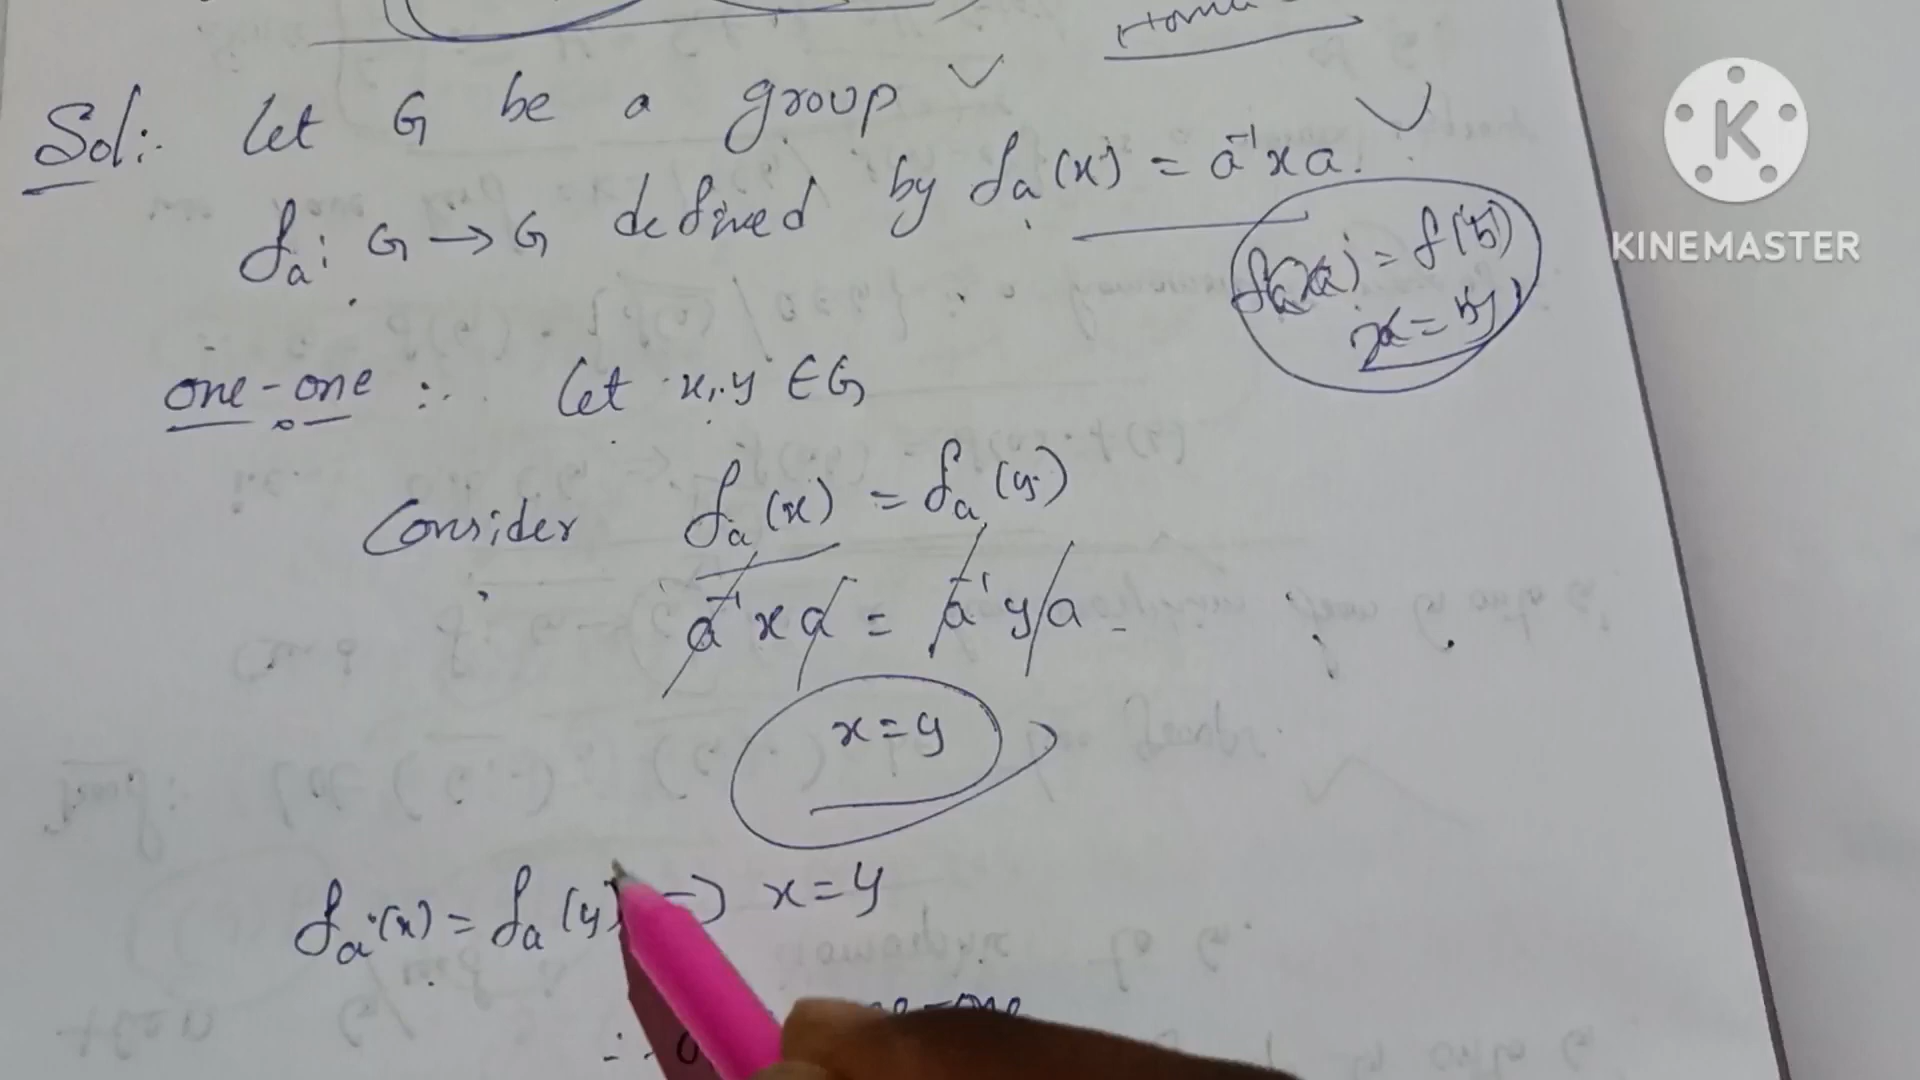 Sol:- Let G be a group
fa: G → G defined by fa(x) = a⁻¹xa.
K
KINEMASTER
x = y
one-one :- Let x, y ∈ G
Consider fa(x) = fa(y)
a⁻¹xa = a⁻¹ya
x = y
fa(x) = fa(y) ⇒ x = y